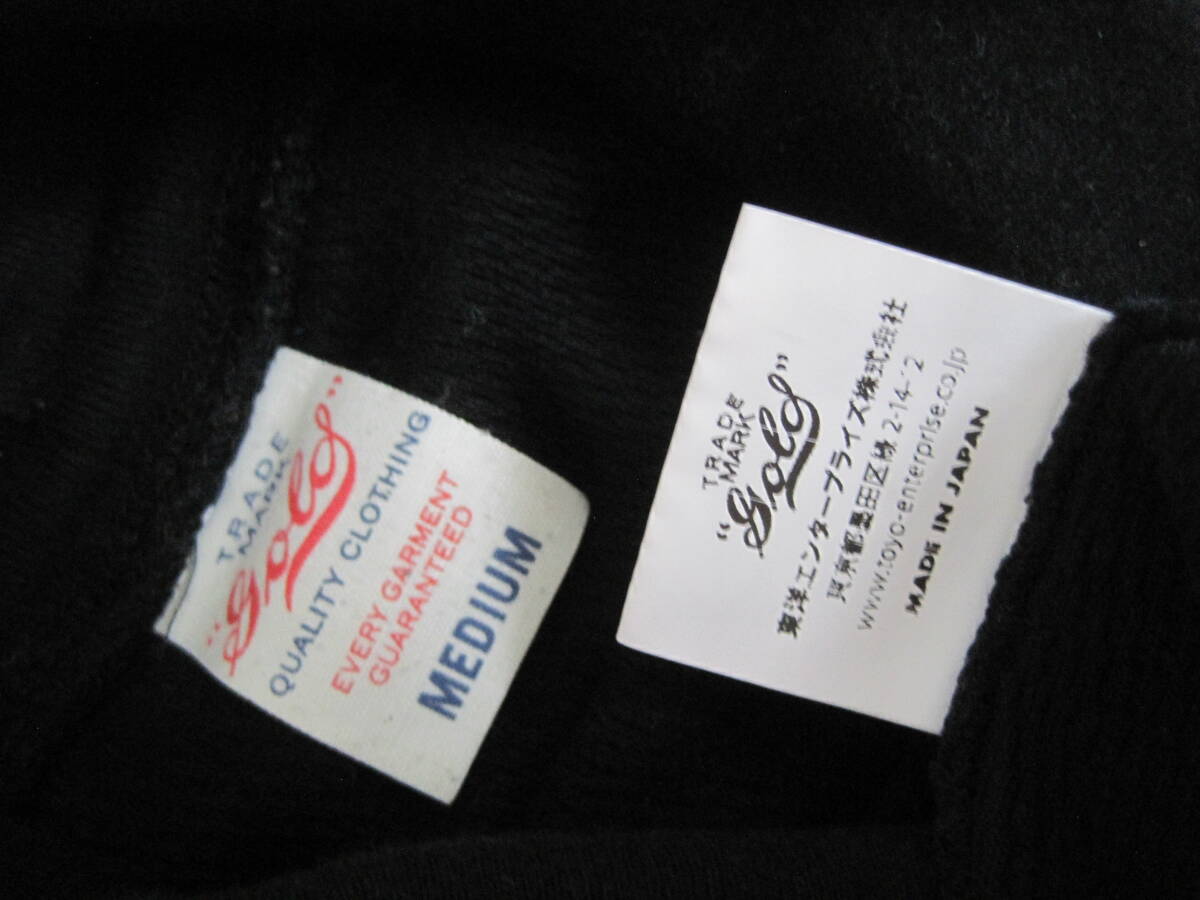 TRADE
MARK
"Gold"
QUALITY CLOTHING
EVERY GARMENT
GUARANTEED
MEDIUM
TRADE
MARK
"Gold"
東洋エンタープライズ株式会社
東京都墨田区緑 2-14-12
www.toyo-enterprise.co.jp
MADE IN JAPAN